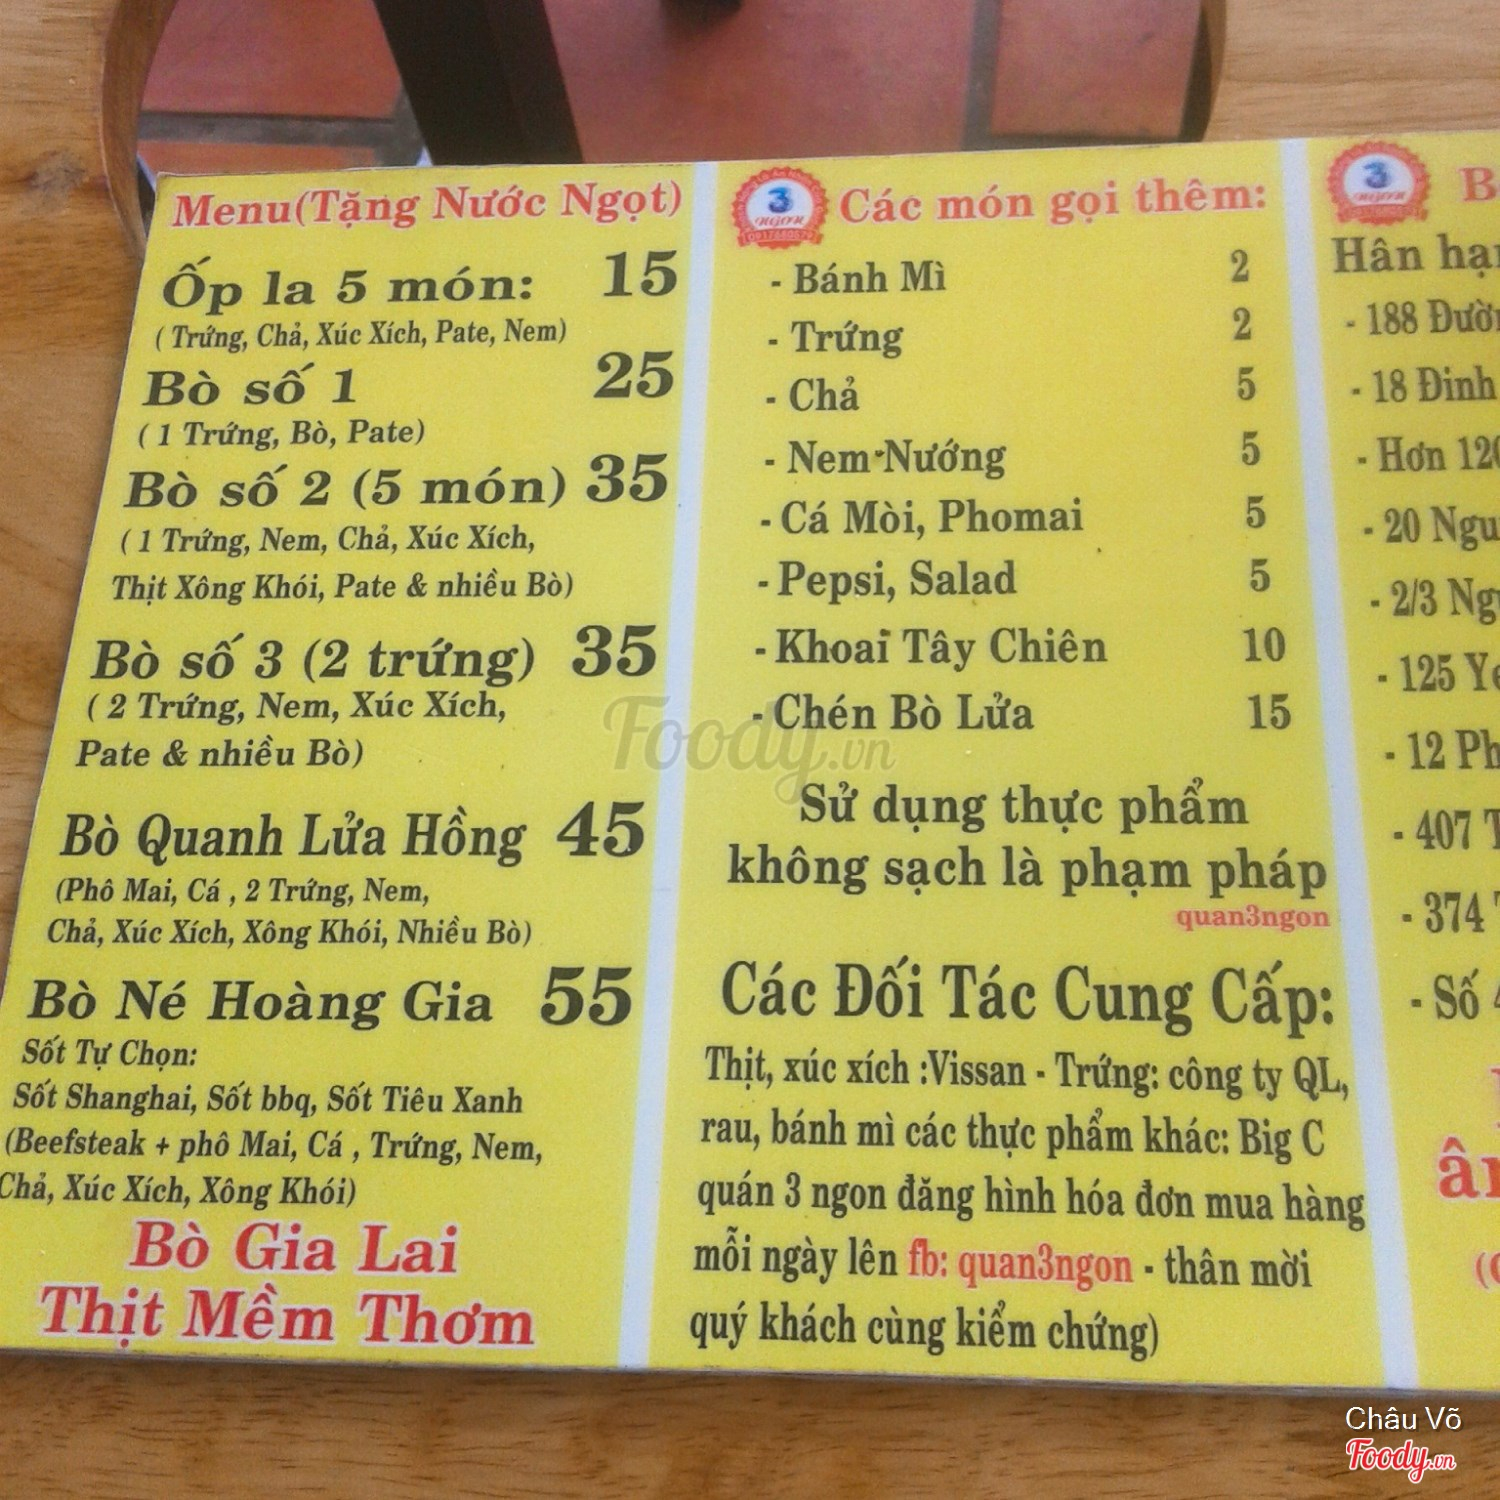 Menu(Tặng Nước Ngọt)
Ốp la 5 món: 15
( Trứng, Chả, Xúc Xích, Pate, Nem)
Bò số 1 25
( 1 Trứng, Bò, Pate)
Bò số 2 (5 món) 35
( 1 Trứng, Nem, Chả, Xúc Xích,
Thịt Xông Khói, Pate & nhiều Bò)
Bò số 3 (2 trứng) 35
( 2 Trứng, Nem, Xúc Xích,
Pate & nhiều Bò)
Bò Quanh Lửa Hồng 45
(Phô Mai, Cá , 2 Trứng, Nem,
Chả, Xúc Xích, Xông Khói, Nhiều Bò)
Bò Né Hoàng Gia 55
Sốt Tự Chọn:
Sốt Shanghai, Sốt bbq, Sốt Tiêu Xanh
(Beefsteak + phô Mai, Cá , Trứng, Nem,
Chả, Xúc Xích, Xông Khói)
Bò Gia Lai
Thịt Mềm Thơm
3
NGON
Các món gọi thêm:
- Bánh Mì 2
- Trứng 2
- Chả 5
- Nem Nướng 5
- Cá Mòi, Phomai 5
- Pepsi, Salad 5
- Khoai Tây Chiên 10
- Chén Bò Lửa 15
Sử dụng thực phẩm
không sạch là phạm pháp
quan3ngon
Các Đối Tác Cung Cấp:
Thịt, xúc xích :Vissan - Trứng: công ty QL,
rau, bánh mì các thực phẩm khác: Big C
quán 3 ngon đăng hình hóa đơn mua hàng
mỗi ngày lên fb: quan3ngon - thân mời
quý khách cùng kiểm chứng)
3
NGON
B
Hân hạ
- 188 Đườ
- 18 Đinh
- Hơn 120
- 20 Ngu
- 2/3 Ng
- 125 Y
- 12 Ph
- 407 T
- 374
- Số 4
Foody.vn
Châu Võ
Foody.vn